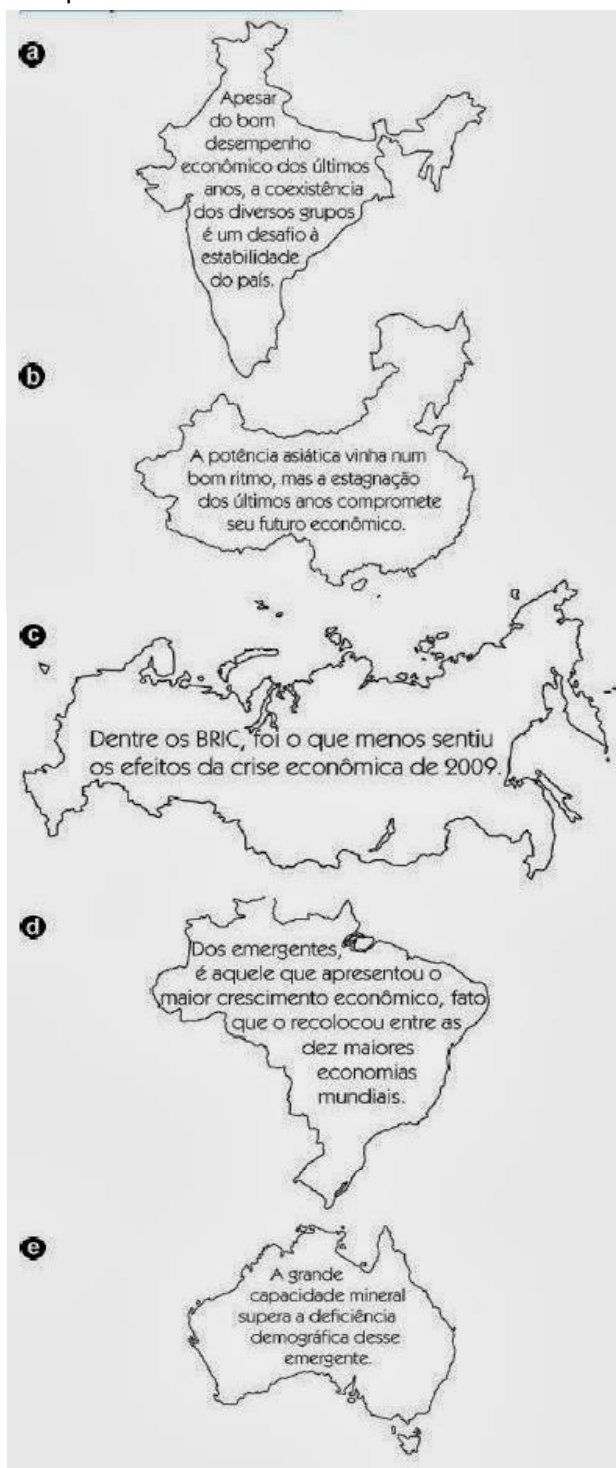 a
Apesar
do bom
desempenho
econômico dos últimos
anos, a coexistência
dos diversos grupos
é um desafio à
estabilidade
do país.
b
A potência asiática vinha num
bom ritmo, mas a estagnação
dos últimos anos compromete
seu futuro econômico.
c
Dentre os BRIC, foi o que menos sentiu
os efeitos da crise econômica de 2009.
d
Dos emergentes,
é aquele que apresentou o
maior crescimento econômico, fato
que o recolocou entre as
dez maiores
economias
mundiais.
e
A grande
capacidade mineral
supera a deficiência
demográfica desse
emergente.